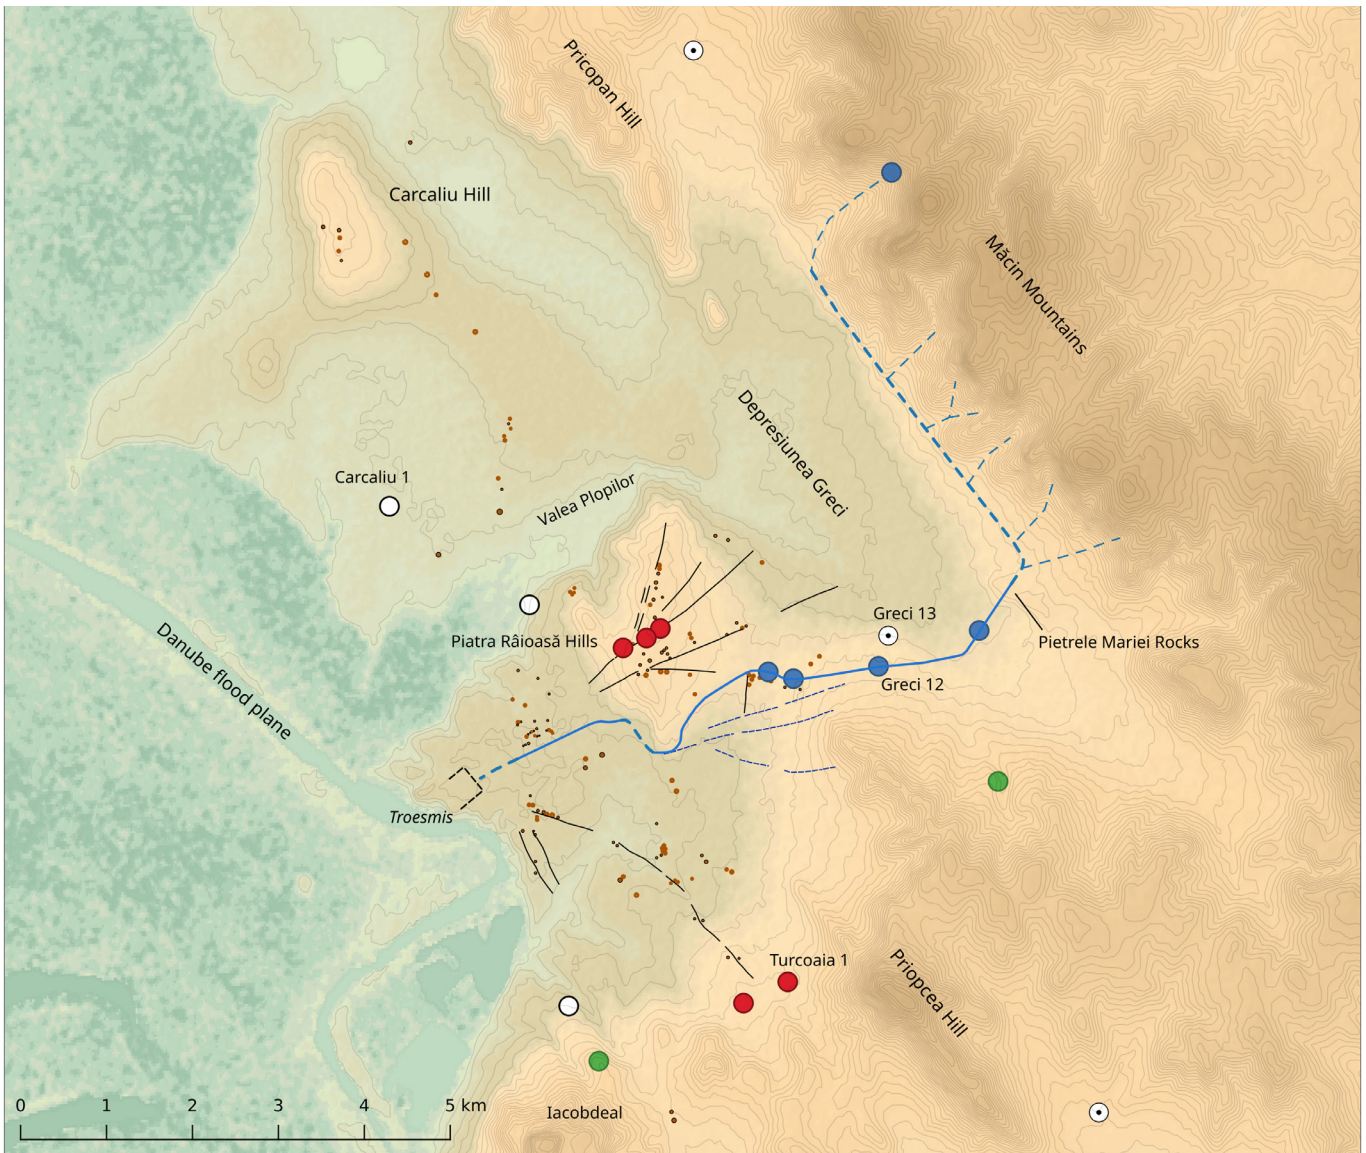 Pricopan Hill
Carcaliu Hill
Măcin Mountains
Depresiunea Greci
Carcaliu 1
Valea Plopilor
Greci 13
Piatra Râioasă Hills
Pietrele Mariei Rocks
Greci 12
Danube flood plane
Troesmis
Turcoaia 1
Priopcea Hill
Iacobdeal
0 1 2 3 4 5 км